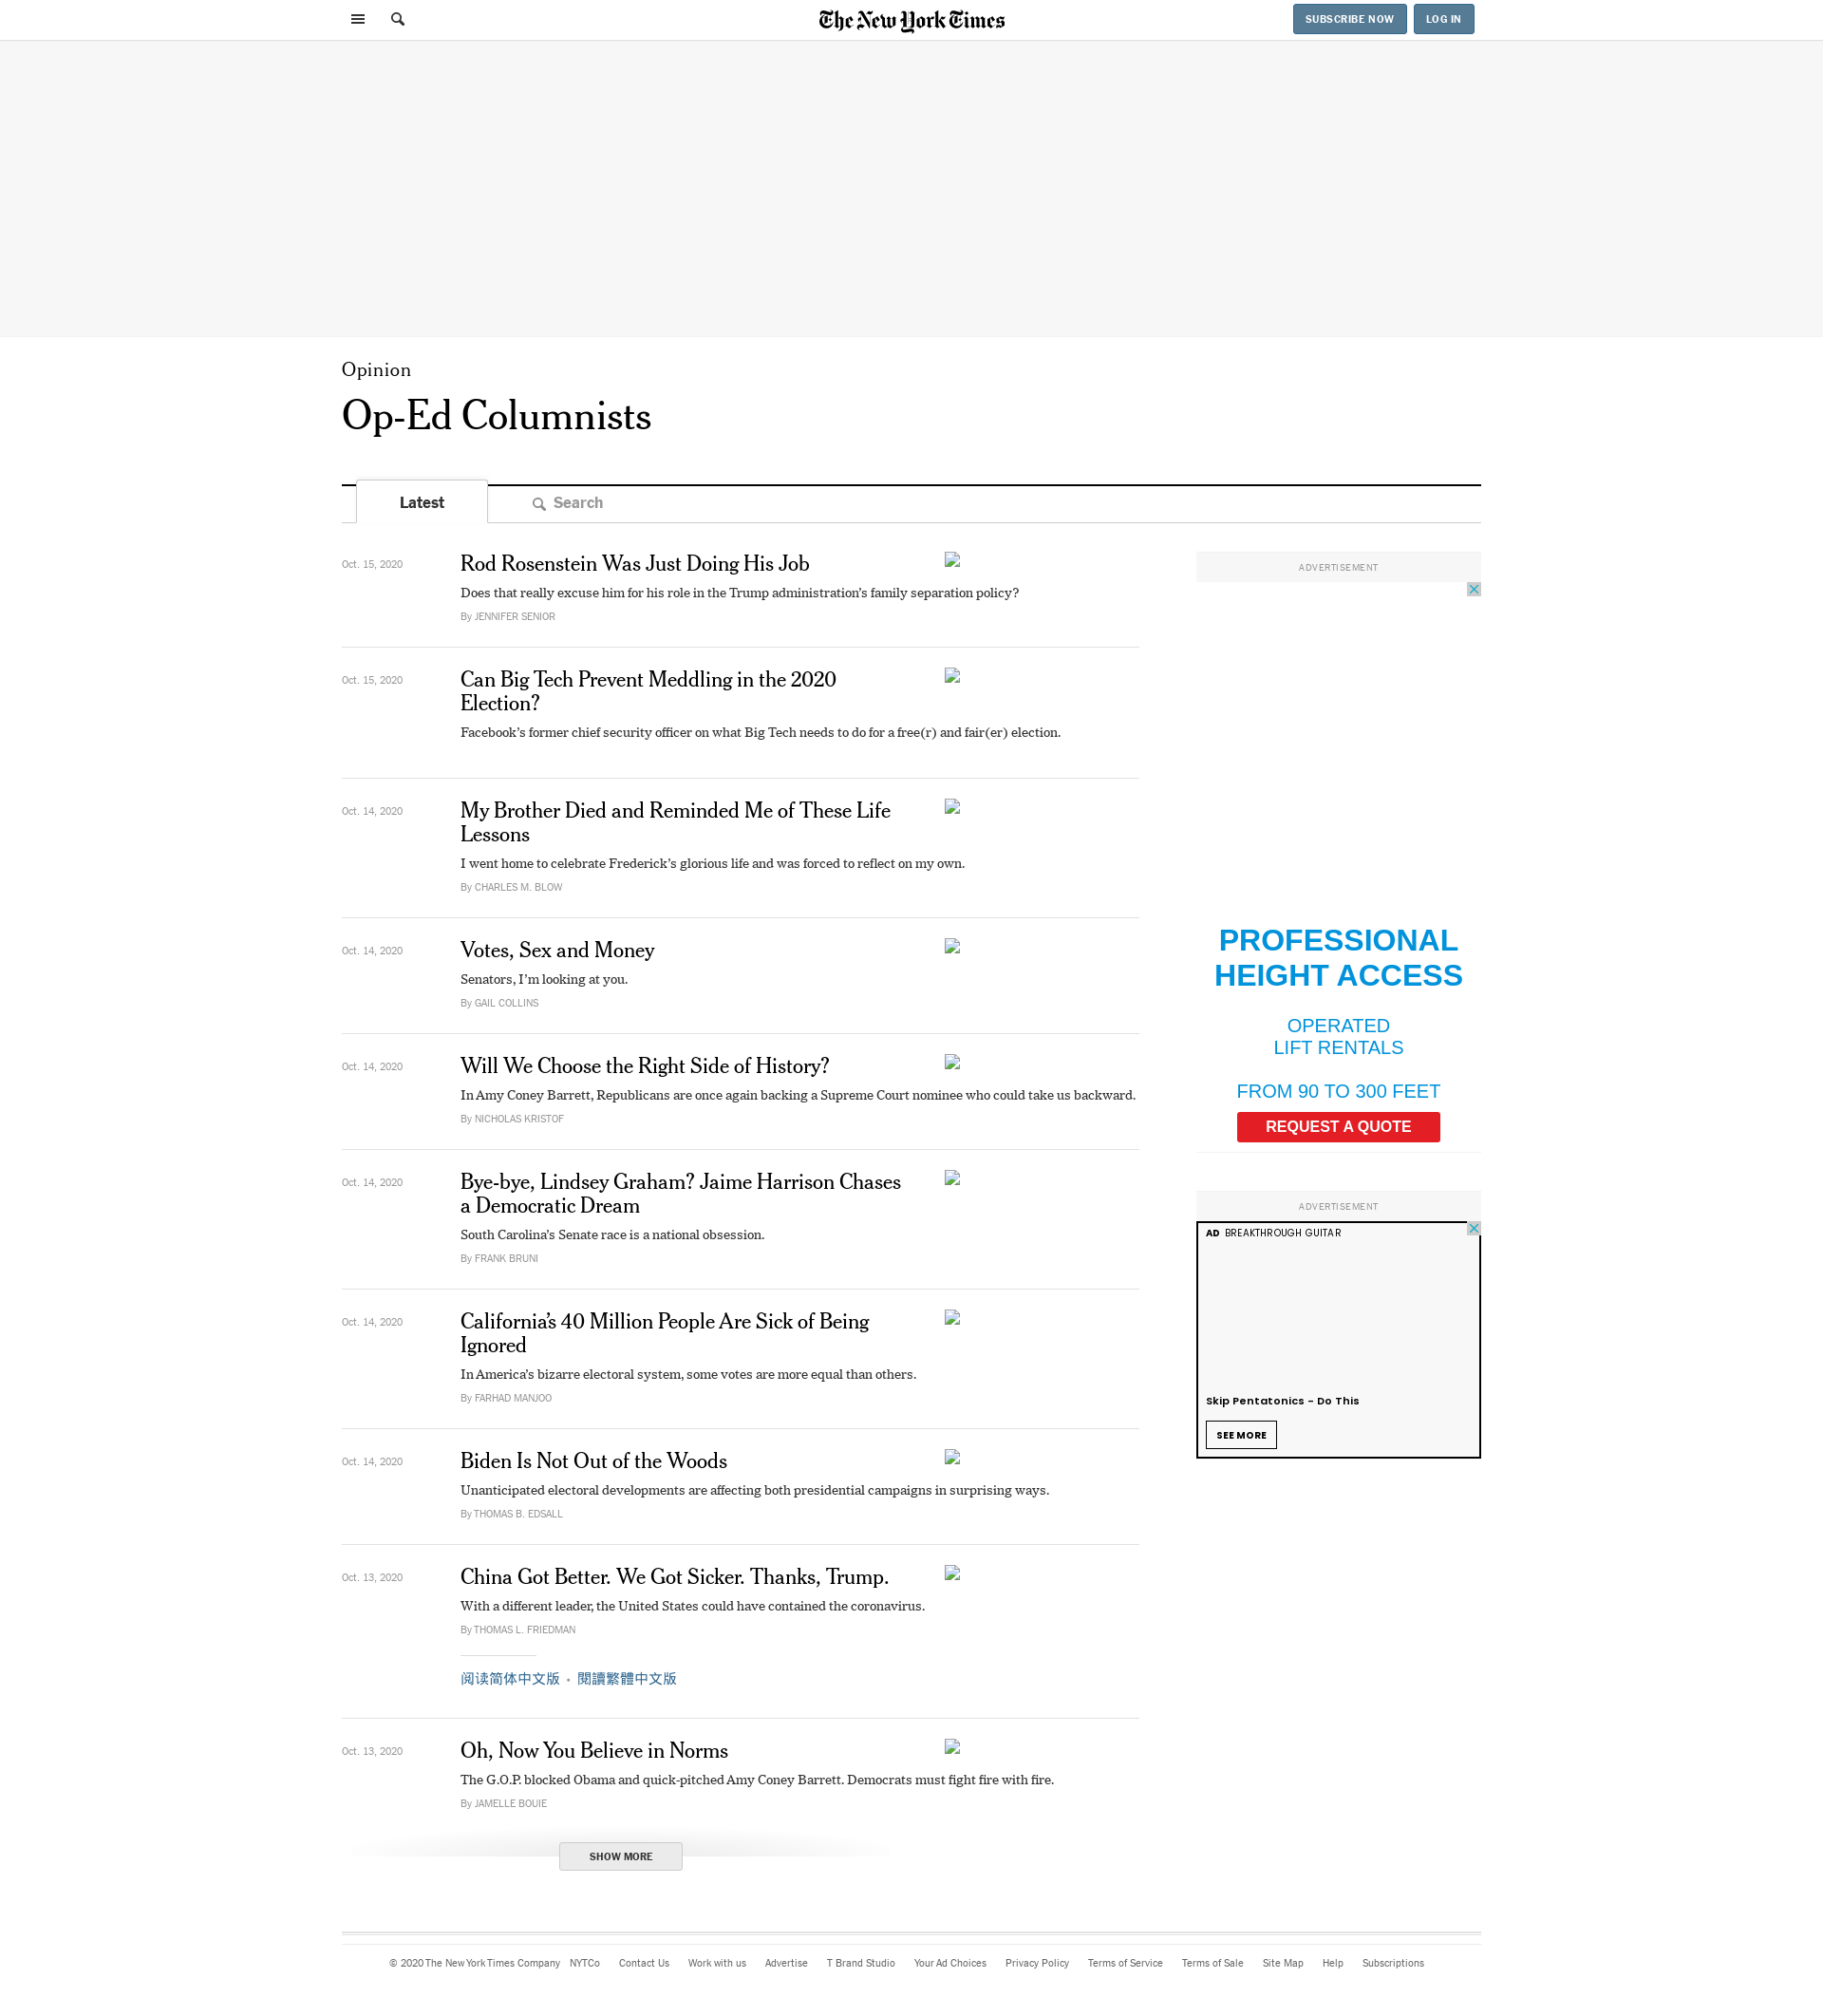 The New York Times
SUBSCRIBE NOW
LOG IN
Opinion
Op-Ed Columnists
Latest
Search
Oct. 15, 2020
Rod Rosenstein Was Just Doing His Job
Does that really excuse him for his role in the Trump administration’s family separation policy?
By JENNIFER SENIOR
Oct. 15, 2020
Can Big Tech Prevent Meddling in the 2020
Election?
Facebook’s former chief security officer on what Big Tech needs to do for a free(r) and fair(er) election.
Oct. 14, 2020
My Brother Died and Reminded Me of These Life
Lessons
I went home to celebrate Frederick’s glorious life and was forced to reflect on my own.
By CHARLES M. BLOW
Oct. 14, 2020
Votes, Sex and Money
Senators, I’m looking at you.
By GAIL COLLINS
Oct. 14, 2020
Will We Choose the Right Side of History?
In Amy Coney Barrett, Republicans are once again backing a Supreme Court nominee who could take us backward.
By NICHOLAS KRISTOF
Oct. 14, 2020
Bye-bye, Lindsey Graham? Jaime Harrison Chases
a Democratic Dream
South Carolina’s Senate race is a national obsession.
By FRANK BRUNI
Oct. 14, 2020
California’s 40 Million People Are Sick of Being
Ignored
In America’s bizarre electoral system, some votes are more equal than others.
By FARHAD MANJOO
Oct. 14, 2020
Biden Is Not Out of the Woods
Unanticipated electoral developments are affecting both presidential campaigns in surprising ways.
By THOMAS B. EDSALL
Oct. 13, 2020
China Got Better. We Got Sicker. Thanks, Trump.
With a different leader, the United States could have contained the coronavirus.
By THOMAS L. FRIEDMAN
阅读简体中文版 • 閱讀繁體中文版
Oct. 13, 2020
Oh, Now You Believe in Norms
The G.O.P. blocked Obama and quick-pitched Amy Coney Barrett. Democrats must fight fire with fire.
By JAMELLE BOUIE
SHOW MORE
ADVERTISEMENT
PROFESSIONAL
HEIGHT ACCESS
OPERATED
LIFT RENTALS
FROM 90 TO 300 FEET
REQUEST A QUOTE
ADVERTISEMENT
AD BREAKTHROUGH GUITAR
Skip Pentatonics - Do This
SEE MORE
© 2020 The New York Times Company NYTCo Contact Us Work with us Advertise T Brand Studio Your Ad Choices Privacy Policy Terms of Service Terms of Sale Site Map Help Subscriptions